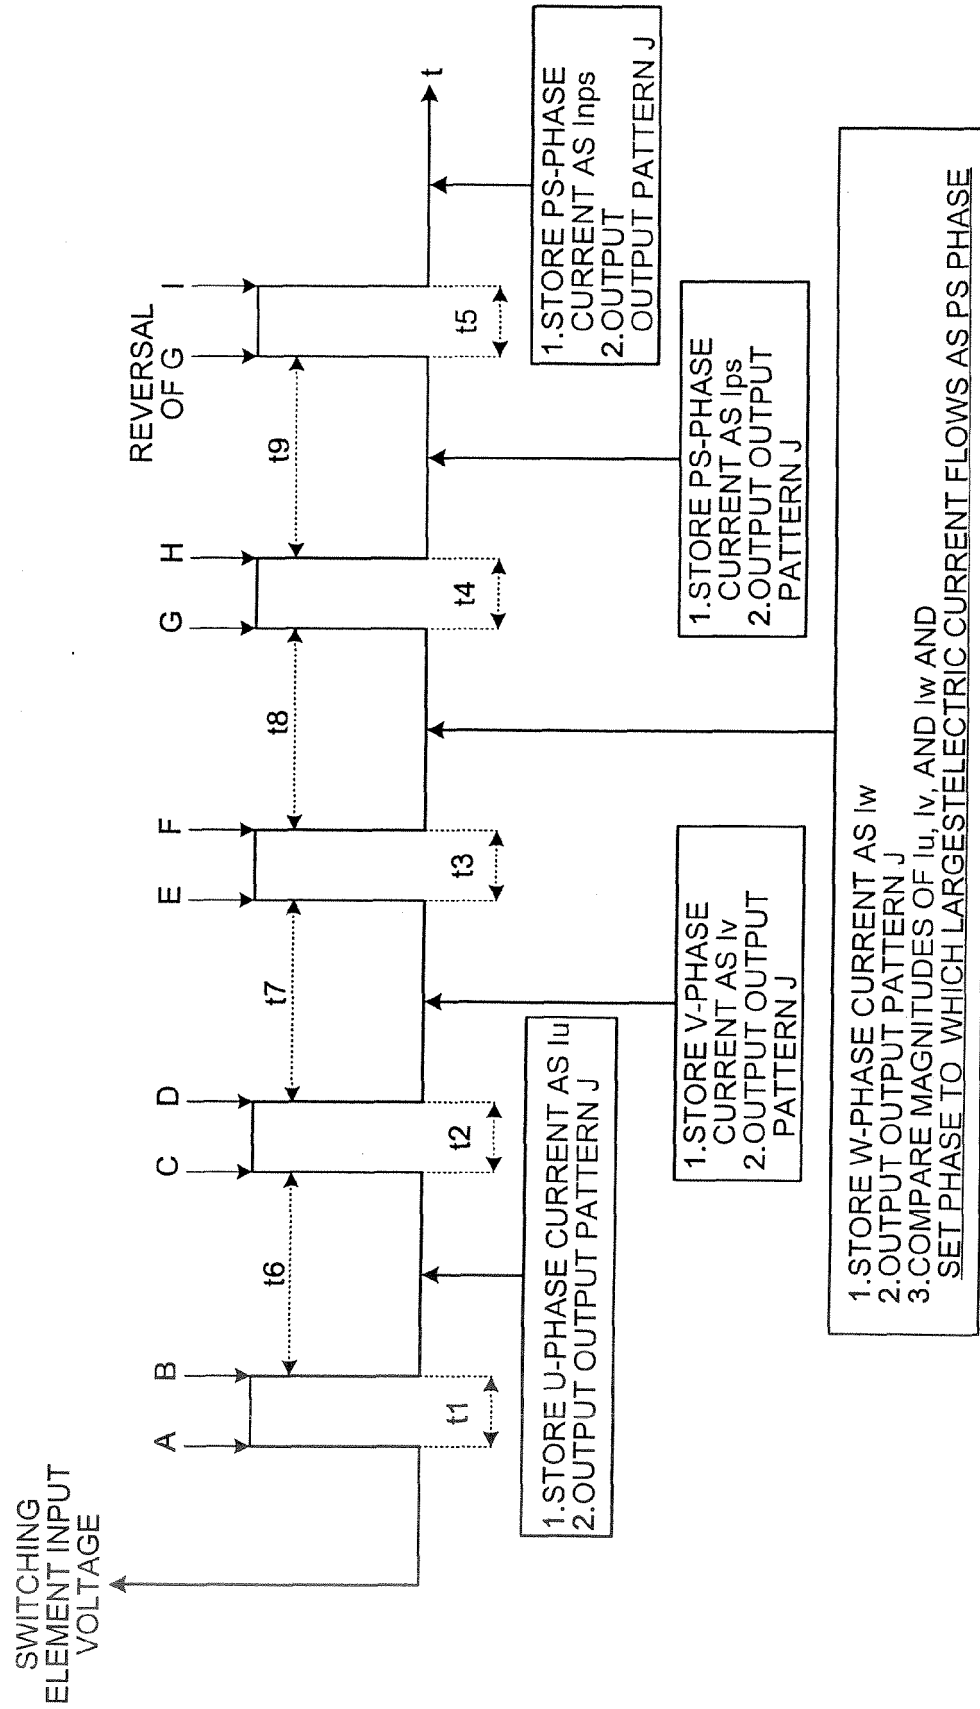 SWITCHING
ELEMENT INPUT
VOLTAGE
A
B
C
D
E
F
G
H
REVERSAL
OF G
I
t1
t6
t2
t7
t3
t8
t4
t9
t5
t
1.STORE U-PHASE CURRENT AS Iu
2.OUTPUT OUTPUT PATTERN J
1.STORE V-PHASE
CURRENT AS Iv
2.OUTPUT OUTPUT
PATTERN J
1.STORE W-PHASE CURRENT AS Iw
2.OUTPUT OUTPUT PATTERN J
3.COMPARE MAGNITUDES OF Iu, Iv, AND Iw AND
SET PHASE TO WHICH LARGESTELECTRIC CURRENT FLOWS AS PS PHASE
1.STORE PS-PHASE
CURRENT AS Ips
2.OUTPUT OUTPUT
PATTERN J
1.STORE PS-PHASE
CURRENT AS Inps
2.OUTPUT
OUTPUT PATTERN J